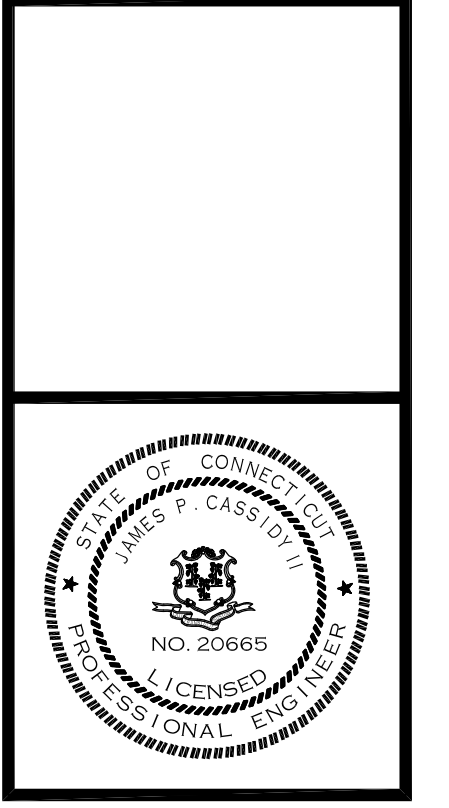 STATE OF CONNECTICUT
JAMES P. CASSIDY II
NO. 20665
LICENSED
PROFESSIONAL ENGINEER